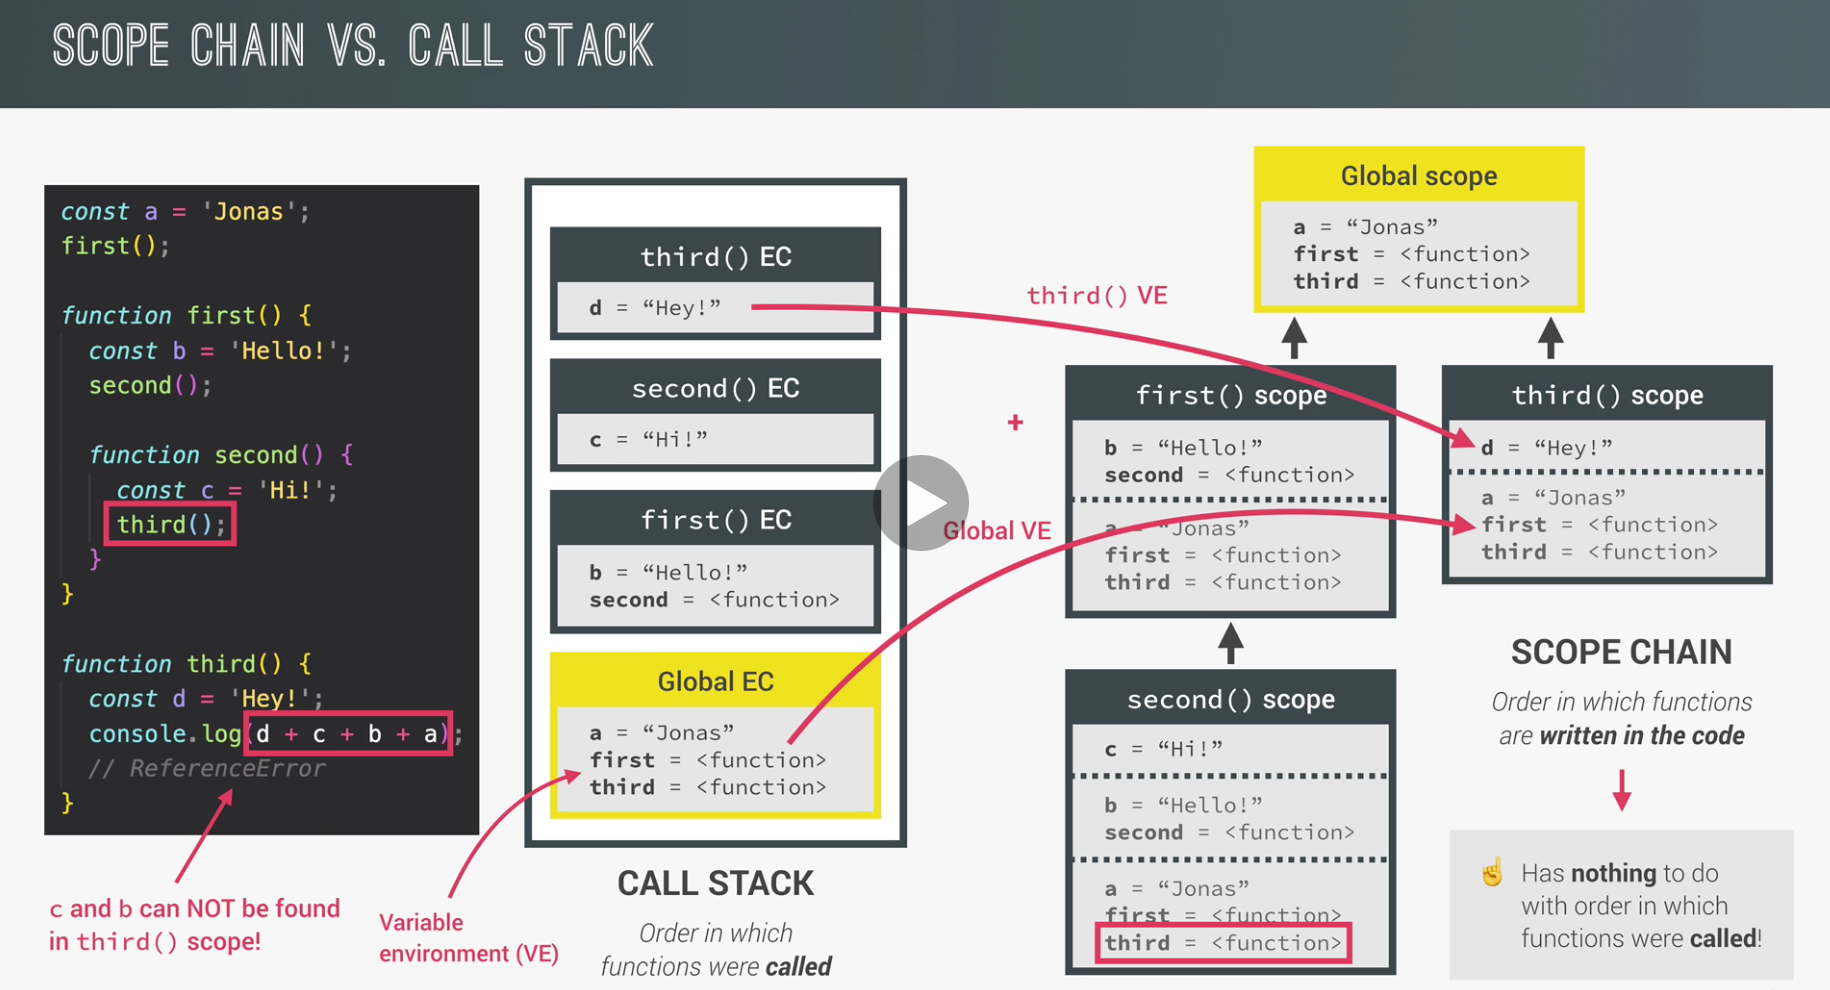 SCOPE CHAIN VS. CALL STACK
const a = 'Jonas';
first();
function first() {
const b = 'Hello!';
second();
function second() {
const c = 'Hi!';
third();
}
}
function third() {
const d = 'Hey!';
console.log(d + c + b + a);
// ReferenceError
}
c and b can NOT be found
in third() scope!
Variable
environment (VE)
third() EC
d = “Hey!”
second() EC
c = “Hi!”
first() EC
b = “Hello!”
second = <function>
Global EC
a = “Jonas”
first = <function>
third = <function>
CALL STACK
Order in which
functions were called
third() VE
+
Global VE
Global scope
a = “Jonas”
first = <function>
third = <function>
first() scope
b = “Hello!”
second = <function>
a = “Jonas”
first = <function>
third = <function>
second() scope
c = “Hi!”
b = “Hello!”
second = <function>
a = “Jonas”
first = <function>
third = <function>
third() scope
d = “Hey!”
a = “Jonas”
first = <function>
third = <function>
SCOPE CHAIN
Order in which functions
are written in the code
☝ Has nothing to do
with order in which
functions were called!